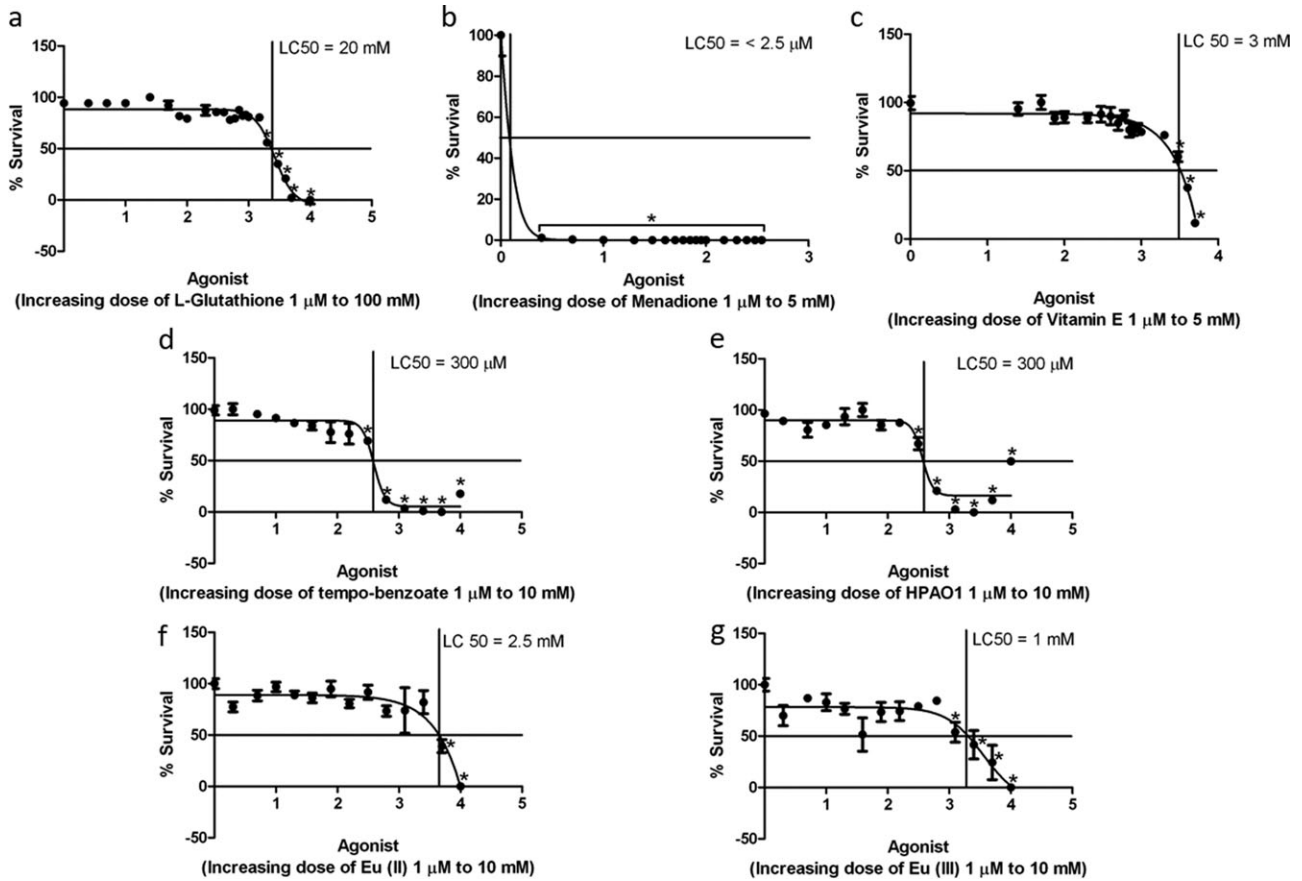 a
LC50 = 20 mM
% Survival
150
100
50
0
-50
1 2 3 4 5
*
*
*
*
*
Agonist
(Increasing dose of L-Glutathione 1 μM to 100 mM)
b
LC50 = < 2.5 μM
% Survival
100
80
60
40
20
0
0 1 2 3
*
Agonist
(Increasing dose of Menadione 1 μM to 5 mM)
c
LC 50 = 3 mM
% Survival
150
100
50
0
0 1 2 3 4
*
*
*
Agonist
(Increasing dose of Vitamin E 1 μM to 5 mM)
d
LC50 = 300 μM
% Survival
150
100
50
0
-50
1 2 3 4 5
*
*
*
*
*
*
Agonist
(Increasing dose of tempo-benzoate 1 μM to 10 mM)
e
LC50 = 300 μM
% Survival
150
100
50
0
-50
1 2 3 4 5
*
*
*
*
*
*
Agonist
(Increasing dose of HPAO1 1 μM to 10 mM)
f
LC 50 = 2.5 mM
% Survival
150
100
50
0
-50
1 2 3 4 5
*
*
Agonist
(Increasing dose of Eu (II) 1 μM to 10 mM)
g
LC50 = 1 mM
% Survival
150
100
50
0
-50
1 2 3 4 5
*
*
*
*
Agonist
(Increasing dose of Eu (III) 1 μM to 10 mM)